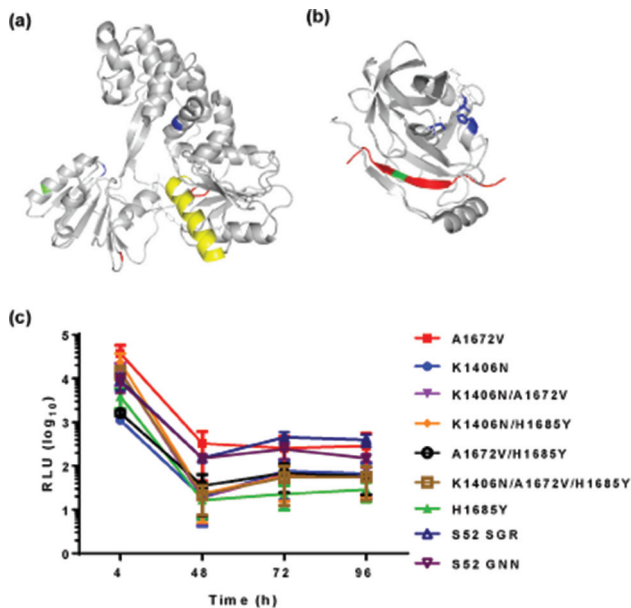 (a)
(b)
(c)
5
4
3
2
1
0
RLU (log10)
4 48 72 96
Time (h)
A1672V
K1406N
K1406N/A1672V
K1406N/H1685Y
A1672V/H1685Y
K1406N/A1672V/H1685Y
H1685Y
S52 SGR
S52 GNN